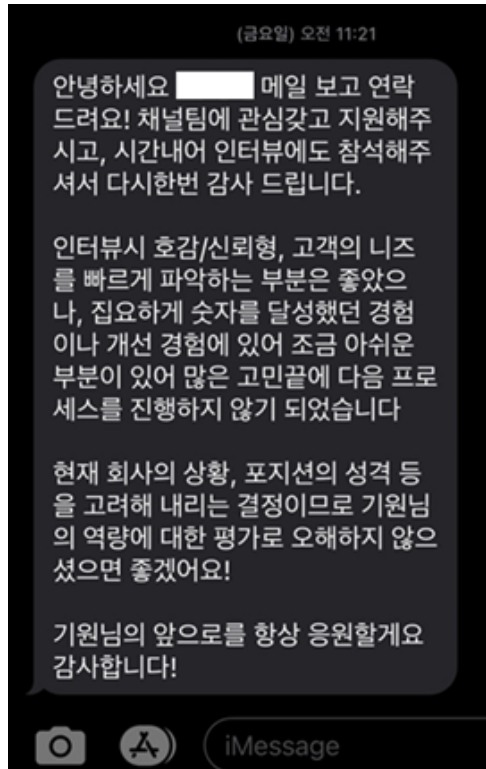 (금요일) 오전 11:21
안녕하세요 메일 보고 연락
드려요! 채널팀에 관심갖고 지원해주
시고, 시간내어 인터뷰에도 참석해주
셔서 다시한번 감사 드립니다.
인터뷰시 호감/신뢰형, 고객의 니즈
를 빠르게 파악하는 부분은 좋았으
나, 집요하게 숫자를 달성했던 경험
이나 개선 경험에 있어 조금 아쉬운
부분이 있어 많은 고민끝에 다음 프로
세스를 진행하지 않기 되었습니다
현재 회사의 상황, 포지션의 성격 등
을 고려해 내리는 결정이므로 기원님
의 역량에 대한 평가로 오해하지 않으
셨으면 좋겠어요!
기원님의 앞으로를 항상 응원할게요
감사합니다!
iMessage